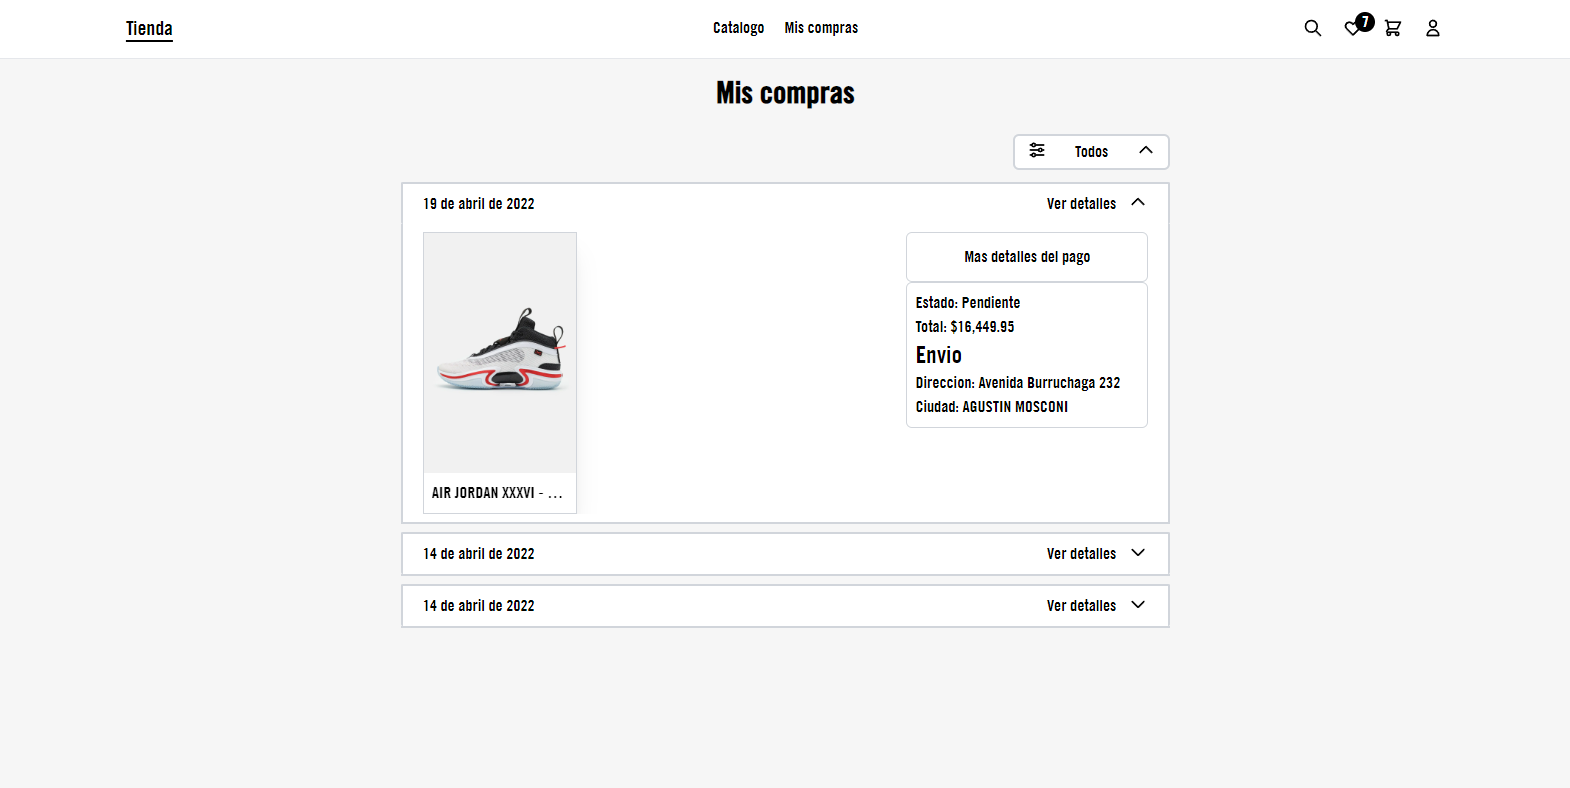 Tienda
Catalogo
Mis compras
7
Mis compras
Todos
19 de abril de 2022
Ver detalles
Mas detalles del pago
Estado: Pendiente
Total: $16,449.95
Envio
Direccion: Avenida Burruchaga 232
Ciudad: AGUSTIN MOSCONI
AIR JORDAN XXXVI - ...
14 de abril de 2022
Ver detalles
14 de abril de 2022
Ver detalles